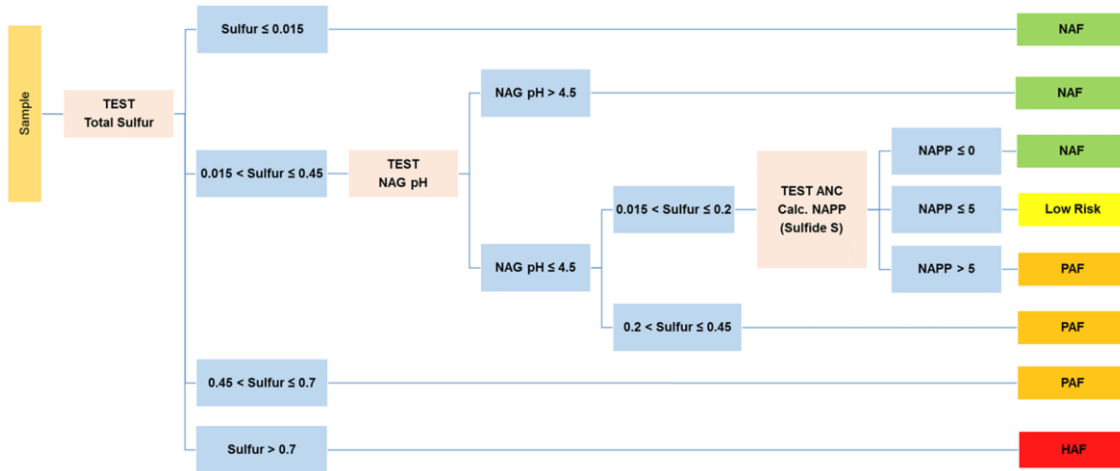 Sample
TEST
Total Sulfur
Sulfur ≤ 0.015
NAF
NAG pH > 4.5
NAF
0.015 < Sulfur ≤ 0.45
TEST
NAG pH
NAG pH ≤ 4.5
0.015 < Sulfur ≤ 0.2
TEST ANC
Calc. NAPP
(Sulfide S)
NAPP ≤ 0
NAF
NAPP ≤ 5
Low Risk
NAPP > 5
PAF
0.2 < Sulfur ≤ 0.45
PAF
0.45 < Sulfur ≤ 0.7
PAF
Sulfur > 0.7
HAF